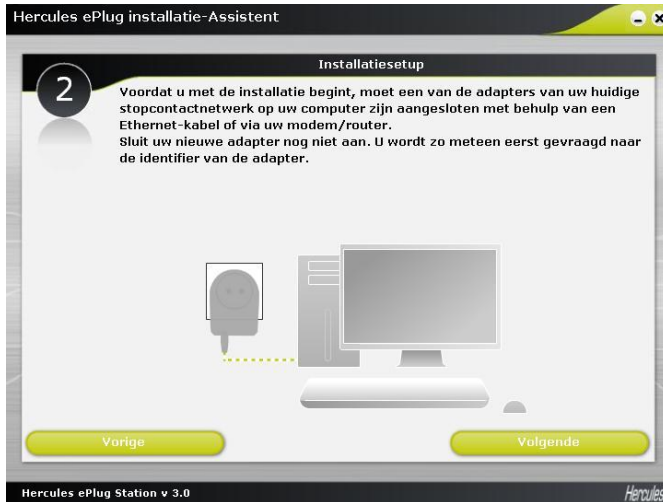 Hercules ePlug installatie-Assistent
Installatiesetup
2
Voordat u met de installatie begint, moet een van de adapters van uw huidige
stopcontactnetwerk op uw computer zijn aangesloten met behulp van een
Ethernet-kabel of via uw modem/router.
Sluit uw nieuwe adapter nog niet aan. U wordt zo meteen eerst gevraagd naar
de identifier van de adapter.
Vorige
Volgende
Hercules ePlug Station v 3.0
Hercules